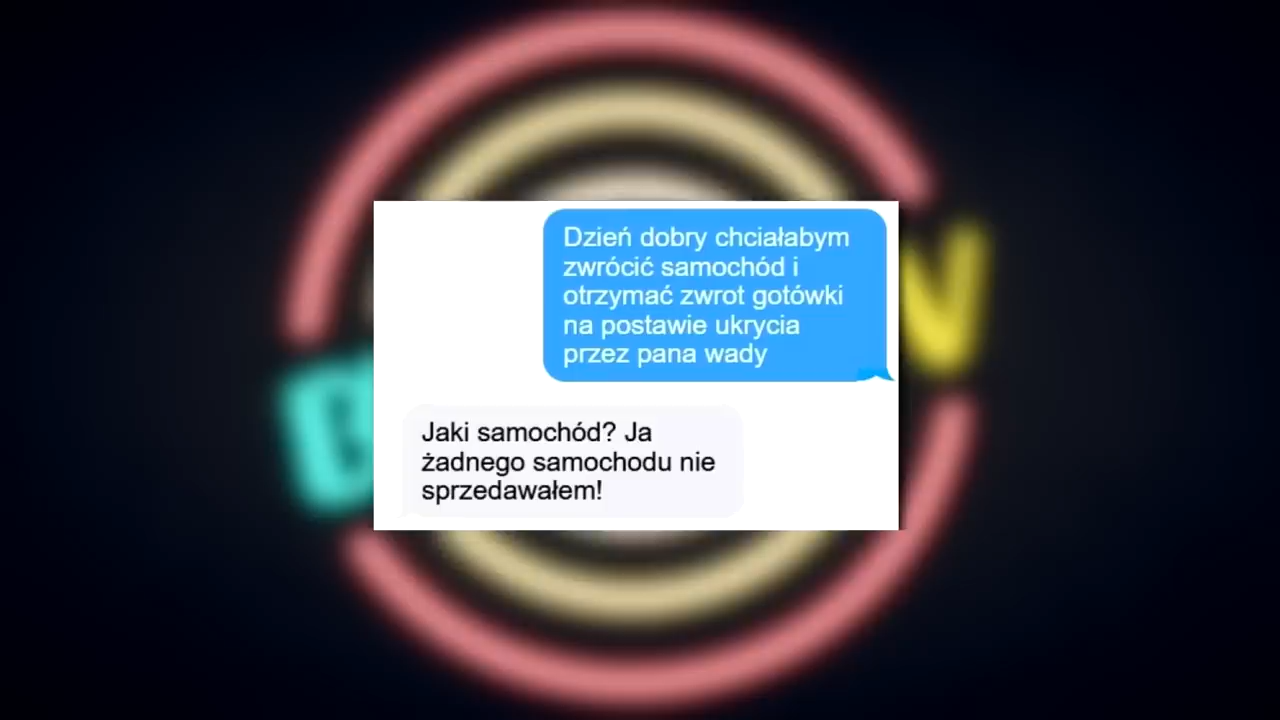 Dzień dobry chciałabym
zwrócić samochód i
otrzymać zwrot gotówki
na postawie ukrycia
przez pana wady
Jaki samochód? Ja
żadnego samochodu nie
sprzedawałem!